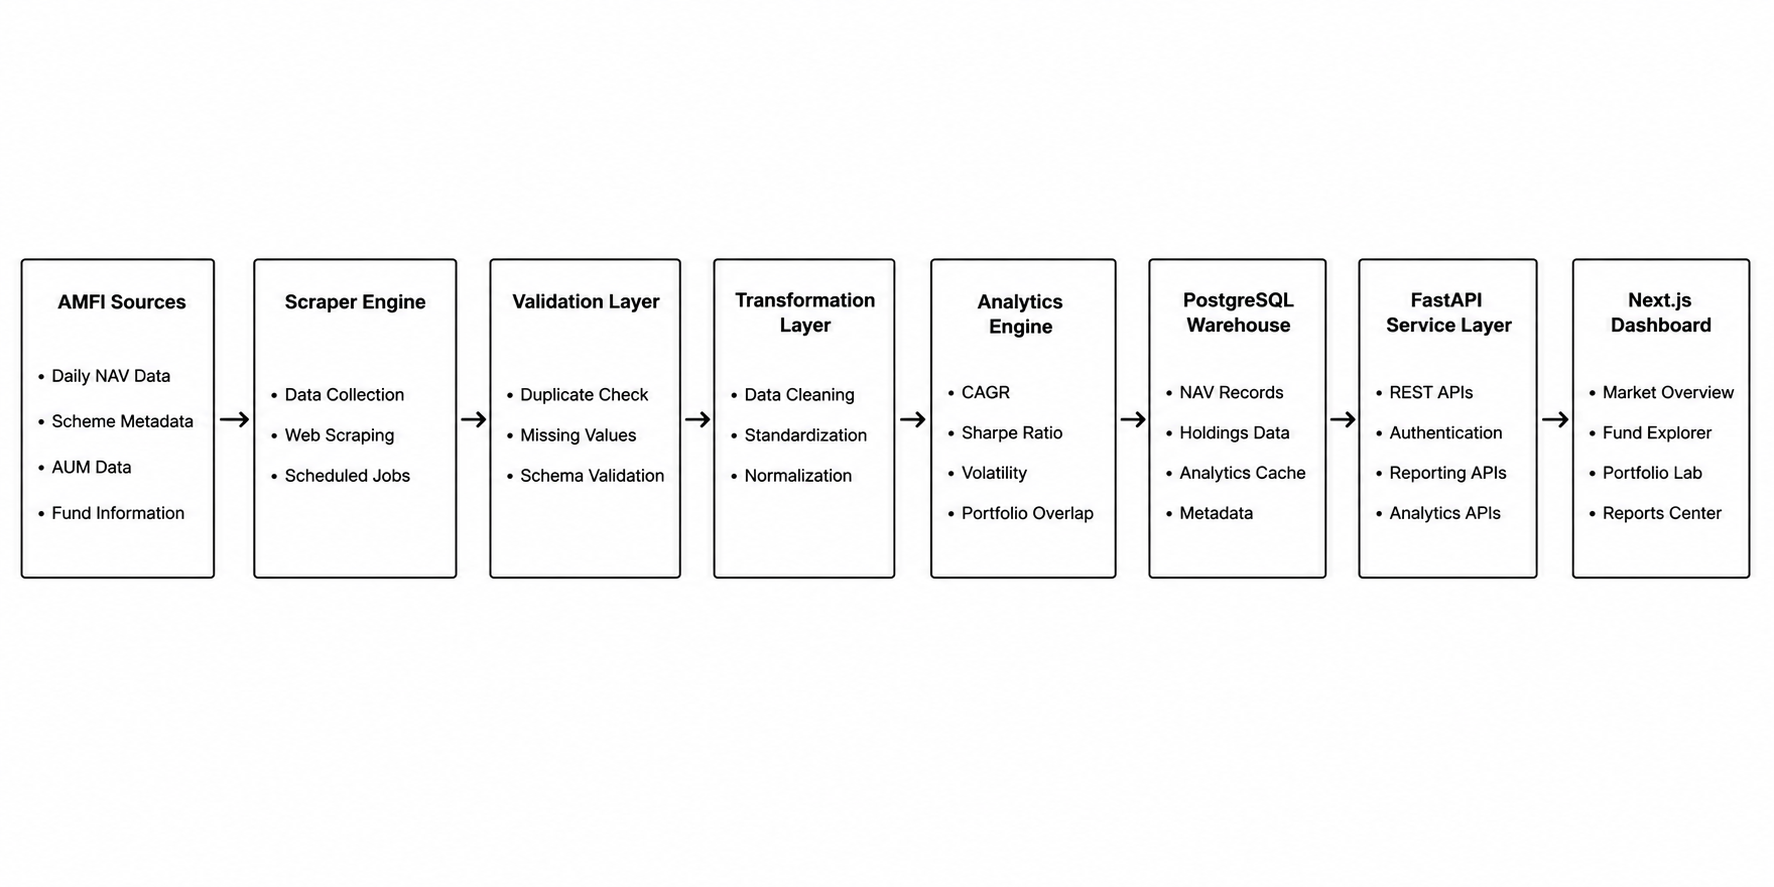 AMFI Sources
• Daily NAV Data
• Scheme Metadata
• AUM Data
• Fund Information
Scraper Engine
• Data Collection
• Web Scraping
• Scheduled Jobs
Validation Layer
• Duplicate Check
• Missing Values
• Schema Validation
Transformation
Layer
• Data Cleaning
• Standardization
• Normalization
Analytics
Engine
• CAGR
• Sharpe Ratio
• Volatility
• Portfolio Overlap
PostgreSQL
Warehouse
• NAV Records
• Holdings Data
• Analytics Cache
• Metadata
FastAPI
Service Layer
• REST APIs
• Authentication
• Reporting APIs
• Analytics APIs
Next.js
Dashboard
• Market Overview
• Fund Explorer
• Portfolio Lab
• Reports Center